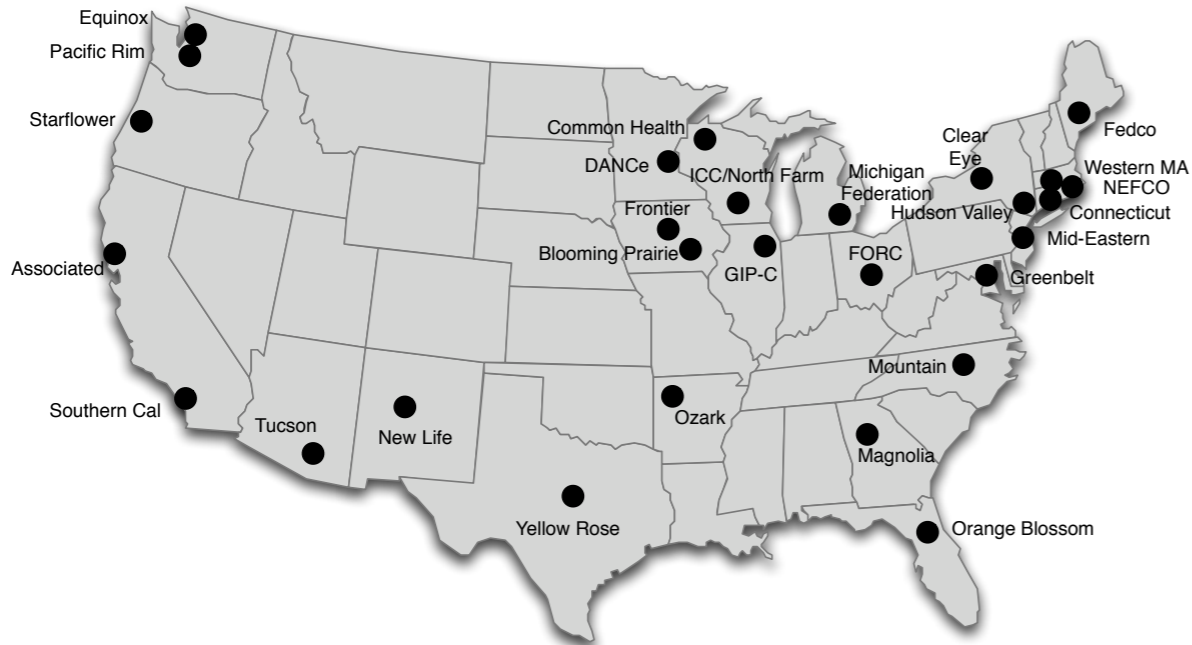 Equinox
Pacific Rim
Starflower
Common Health
DANCe
ICC/North Farm
Michigan
Federation
Clear
Eye
Fedco
Western MA
NEFCO
Hudson Valley
Connecticut
Frontier
Blooming Prairie
GIP-C
FORC
Mid-Eastern
Associated
Greenbelt
Mountain
Southern Cal
Tucson
New Life
Ozark
Magnolia
Yellow Rose
Orange Blossom